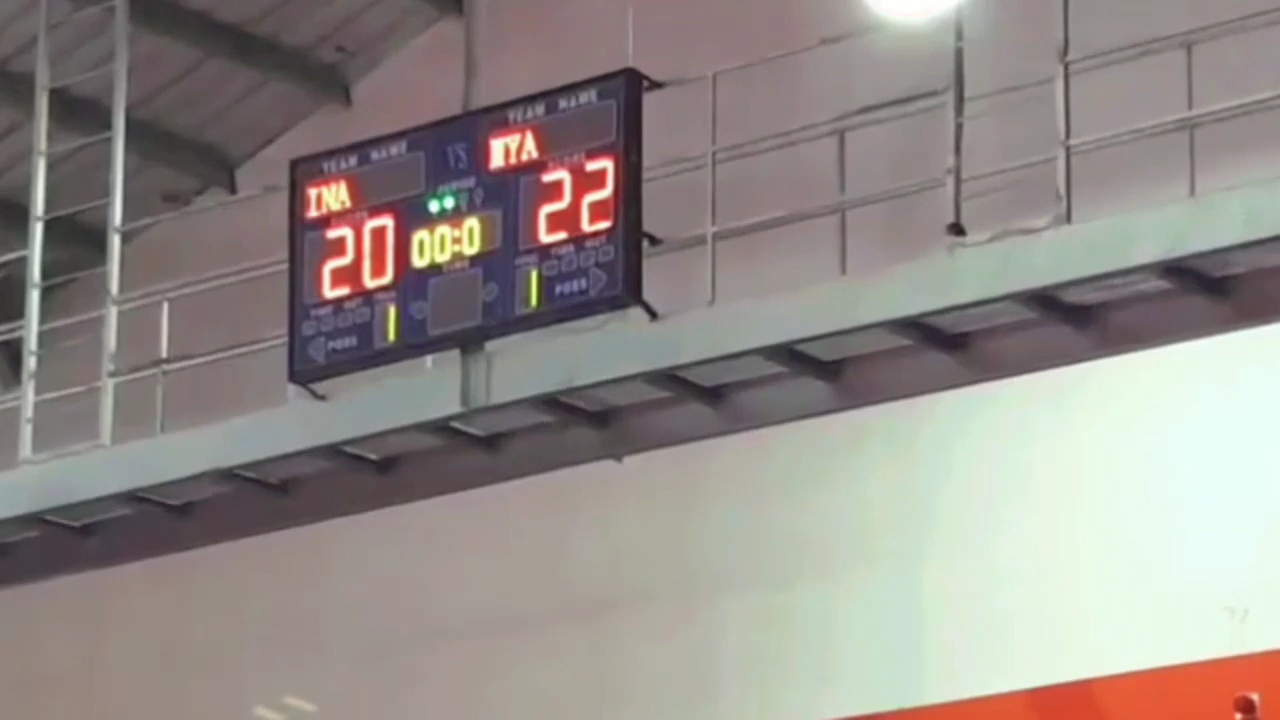 TEAM NAME VS TEAM NAME
INA MYA
20 00:0 22
1 1
POSS POSS